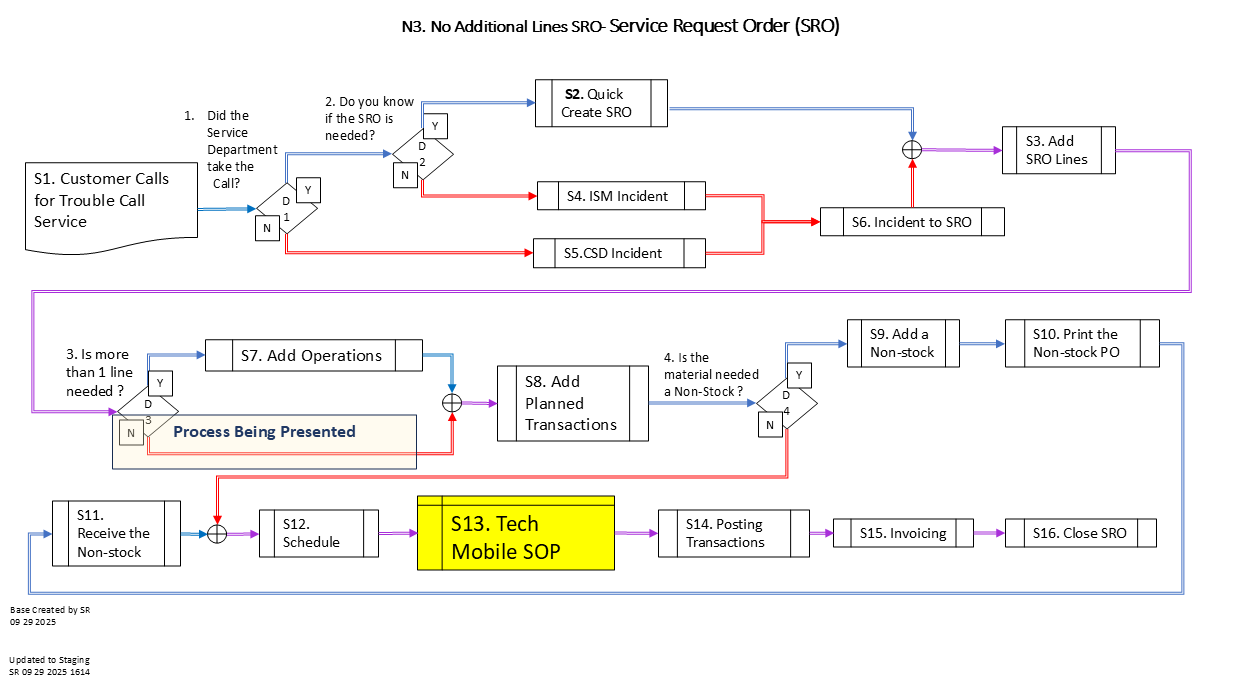 N3. No Additional Lines SRO- Service Request Order (SRO)
1. Did the
Service
Department
take the
Call?
2. Do you know
if the SRO is
needed?
S2. Quick
Create SRO
Y
D
2
N
S3. Add
SRO Lines
S1. Customer Calls
for Trouble Call
Service
Y
D
1
N
S4. ISM Incident
S6. Incident to SRO
S5.CSD Incident
3. Is more
than 1 line
needed ?
S7. Add Operations
Y
D
3
N
Process Being Presented
S8. Add
Planned
Transactions
4. Is the
material needed
a Non-Stock ?
Y
D
4
N
S9. Add a
Non-stock
S10. Print the
Non-stock PO
S11.
Receive the
Non-stock
S12.
Schedule
S13. Tech
Mobile SOP
S14. Posting
Transactions
S15. Invoicing
S16. Close SRO
Base Created by SR
09 29 2025
Updated to Staging
SR 09 29 2025 1614